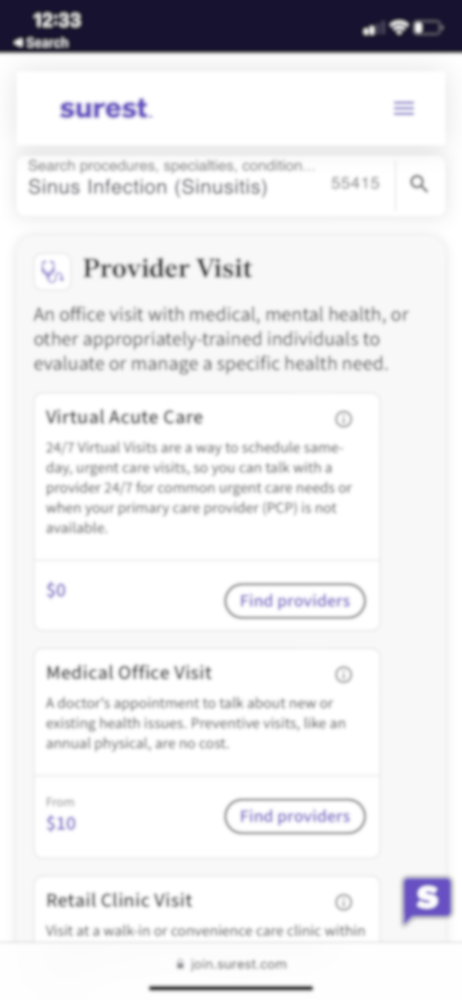 12:33
Search
surest
Search procedures, specialties, condition...
Sinus Infection (Sinusitis)
55415
Provider Visit
An office visit with medical, mental health, or
other appropriately-trained individuals to
evaluate or manage a specific health need.
Virtual Acute Care
24/7 Virtual Visits are a way to schedule same-
day, urgent care visits, so you can talk with a
provider 24/7 for common urgent care needs or
when your primary care provider (PCP) is not
available.
$0
Find providers
Medical Office Visit
A doctor's appointment to talk about new or
existing health issues. Preventive visits, like an
annual physical, are no cost.
From
$10
Find providers
Retail Clinic Visit
Visit at a walk-in or convenience care clinic within
S
join.surest.com